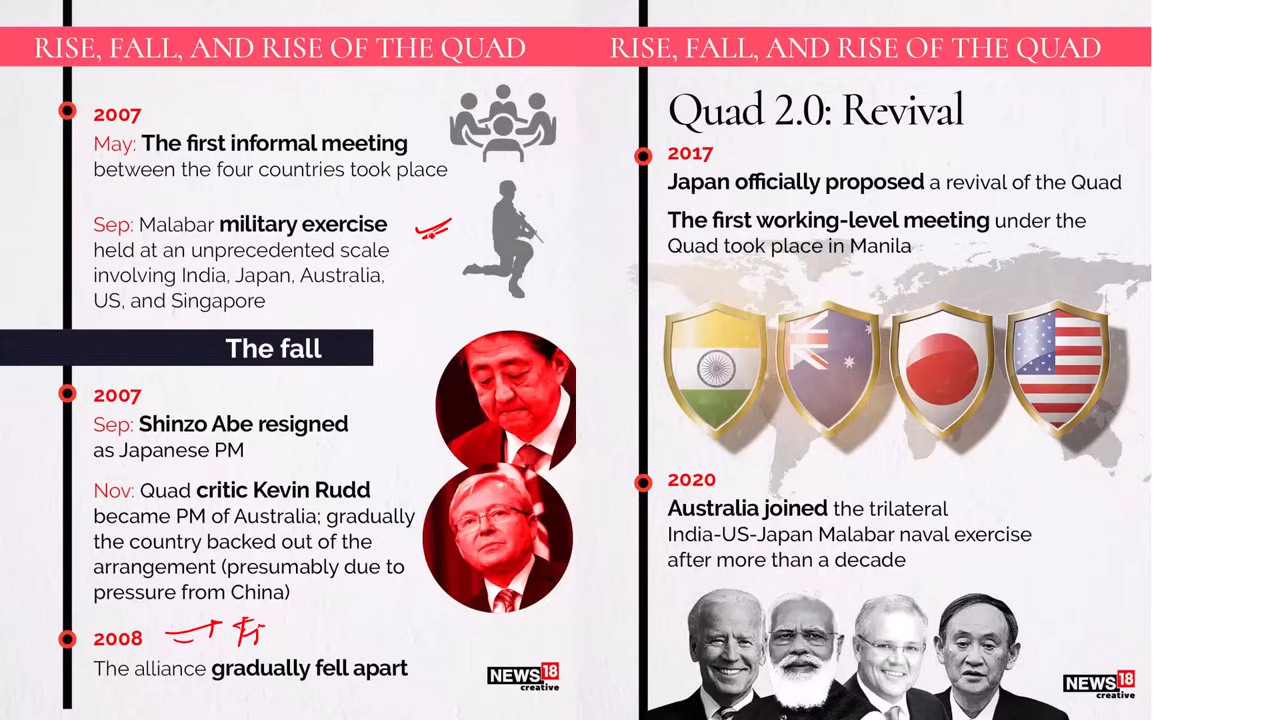 RISE, FALL, AND RISE OF THE QUAD
2007
May: The first informal meeting
between the four countries took place
Sep: Malabar military exercise
held at an unprecedented scale
involving India, Japan, Australia,
US, and Singapore
The fall
2007
Sep: Shinzo Abe resigned
as Japanese PM
Nov: Quad critic Kevin Rudd
became PM of Australia; gradually
the country backed out of the
arrangement (presumably due to
pressure from China)
2008
The alliance gradually fell apart
NEWS18
creative
RISE, FALL, AND RISE OF THE QUAD
Quad 2.0: Revival
2017
Japan officially proposed a revival of the Quad
The first working-level meeting under the
Quad took place in Manila
2020
Australia joined the trilateral
India-US-Japan Malabar naval exercise
after more than a decade
NEWS18
creative